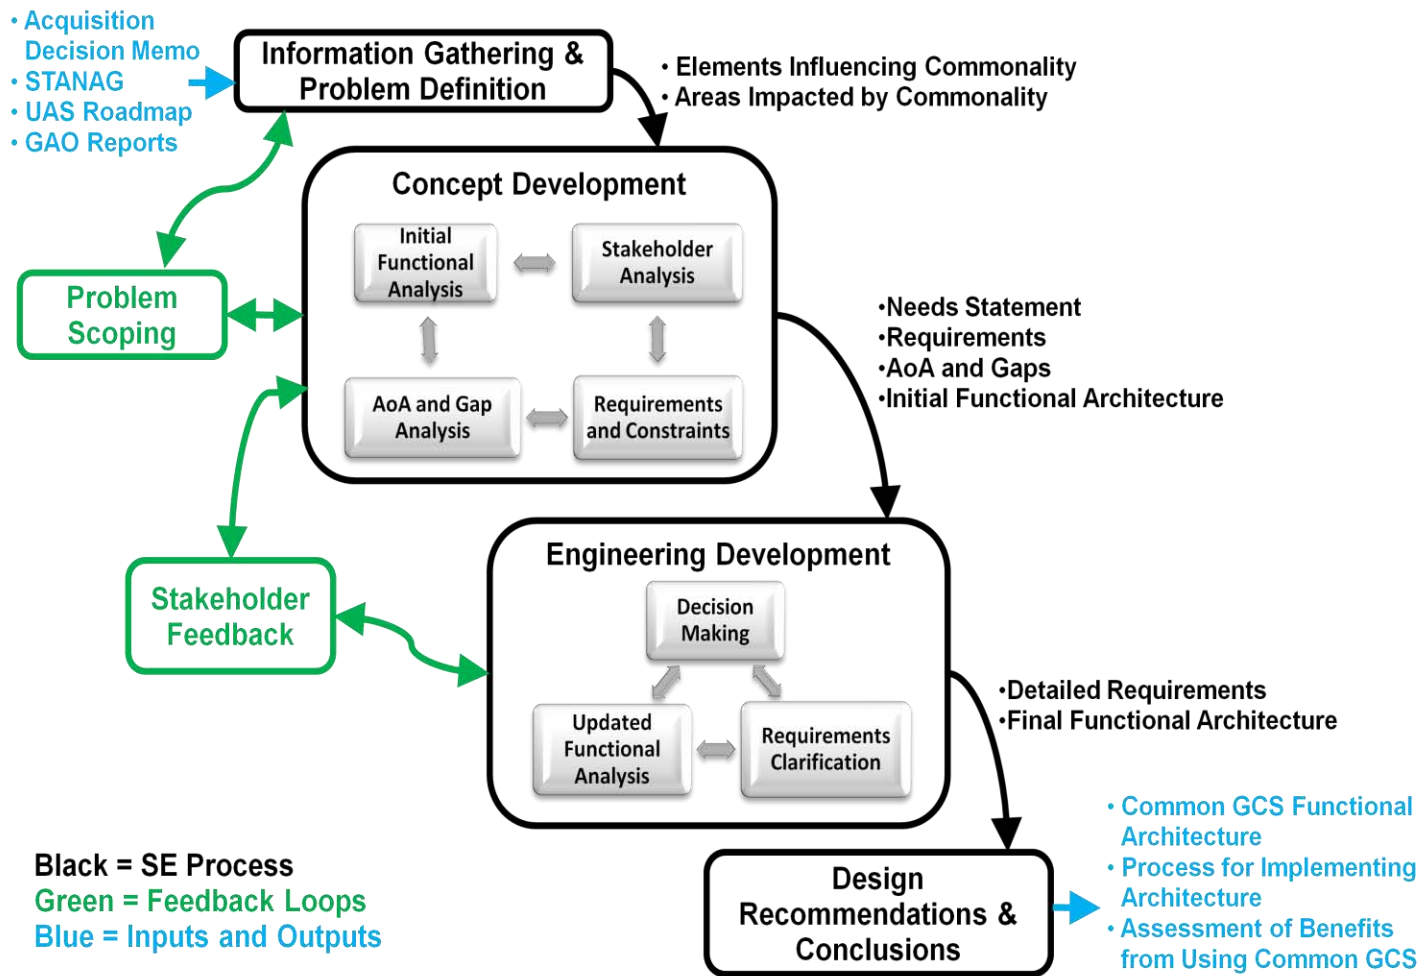 • Acquisition
Decision Memo
• STANAG
• UAS Roadmap
• GAO Reports
Information Gathering &
Problem Definition
• Elements Influencing Commonality
• Areas Impacted by Commonality
Concept Development
Initial
Functional
Analysis
Stakeholder
Analysis
AoA and Gap
Analysis
Requirements
and Constraints
Problem
Scoping
•Needs Statement
•Requirements
•AoA and Gaps
•Initial Functional Architecture
Stakeholder
Feedback
Engineering Development
Decision
Making
Updated
Functional
Analysis
Requirements
Clarification
•Detailed Requirements
•Final Functional Architecture
Design
Recommendations &
Conclusions
• Common GCS Functional
Architecture
• Process for Implementing
Architecture
• Assessment of Benefits
from Using Common GCS
Black = SE Process
Green = Feedback Loops
Blue = Inputs and Outputs